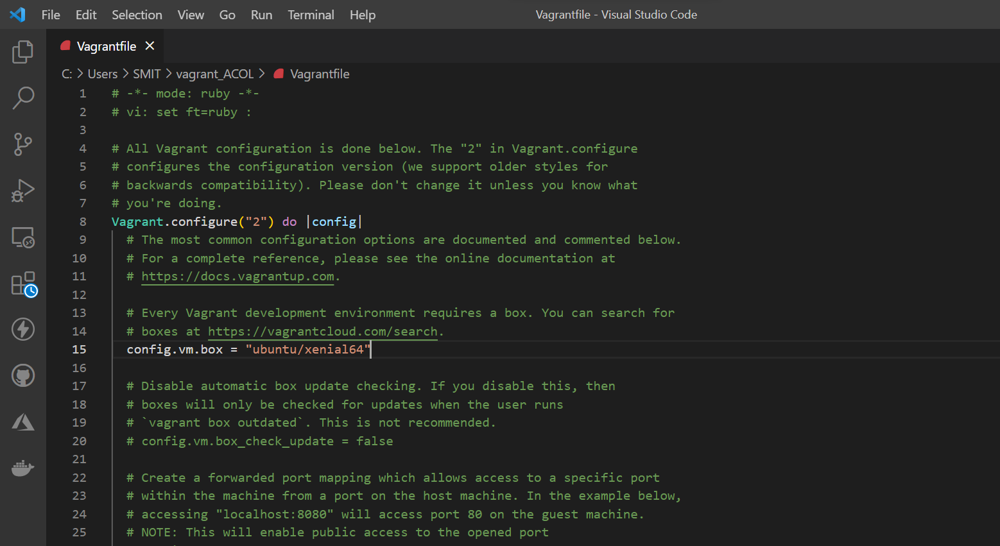 File Edit Selection View Go Run Terminal Help Vagrantfile - Visual Studio Code
Vagrantfile
C: > Users > SMIT > vagrant_ACOL > Vagrantfile
1 # -*- mode: ruby -*-
2 # vi: set ft=ruby :
3
4 # All Vagrant configuration is done below. The "2" in Vagrant.configure
5 # configures the configuration version (we support older styles for
6 # backwards compatibility). Please don't change it unless you know what
7 # you're doing.
8 Vagrant.configure("2") do |config|
9 # The most common configuration options are documented and commented below.
10 # For a complete reference, please see the online documentation at
11 # https://docs.vagrantup.com.
12
13 # Every Vagrant development environment requires a box. You can search for
14 # boxes at https://vagrantcloud.com/search.
15 config.vm.box = "ubuntu/xenial64"
16
17 # Disable automatic box update checking. If you disable this, then
18 # boxes will only be checked for updates when the user runs
19 # `vagrant box outdated`. This is not recommended.
20 # config.vm.box_check_update = false
21
22 # Create a forwarded port mapping which allows access to a specific port
23 # within the machine from a port on the host machine. In the example below,
24 # accessing "localhost:8080" will access port 80 on the guest machine.
25 # NOTE: This will enable public access to the opened port